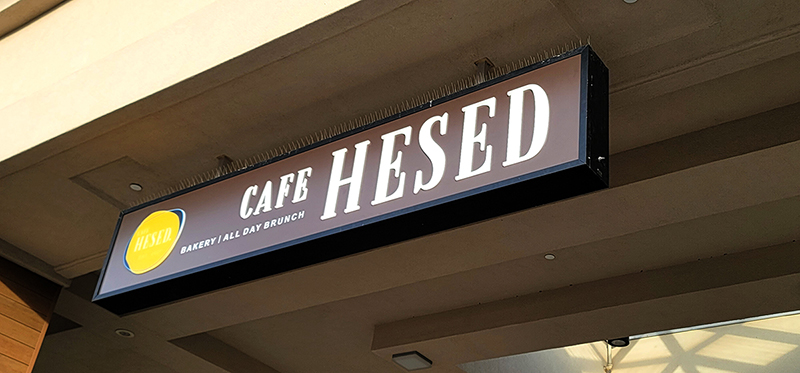 HESED
CAFE HESED
BAKERY | ALL DAY BRUNCH